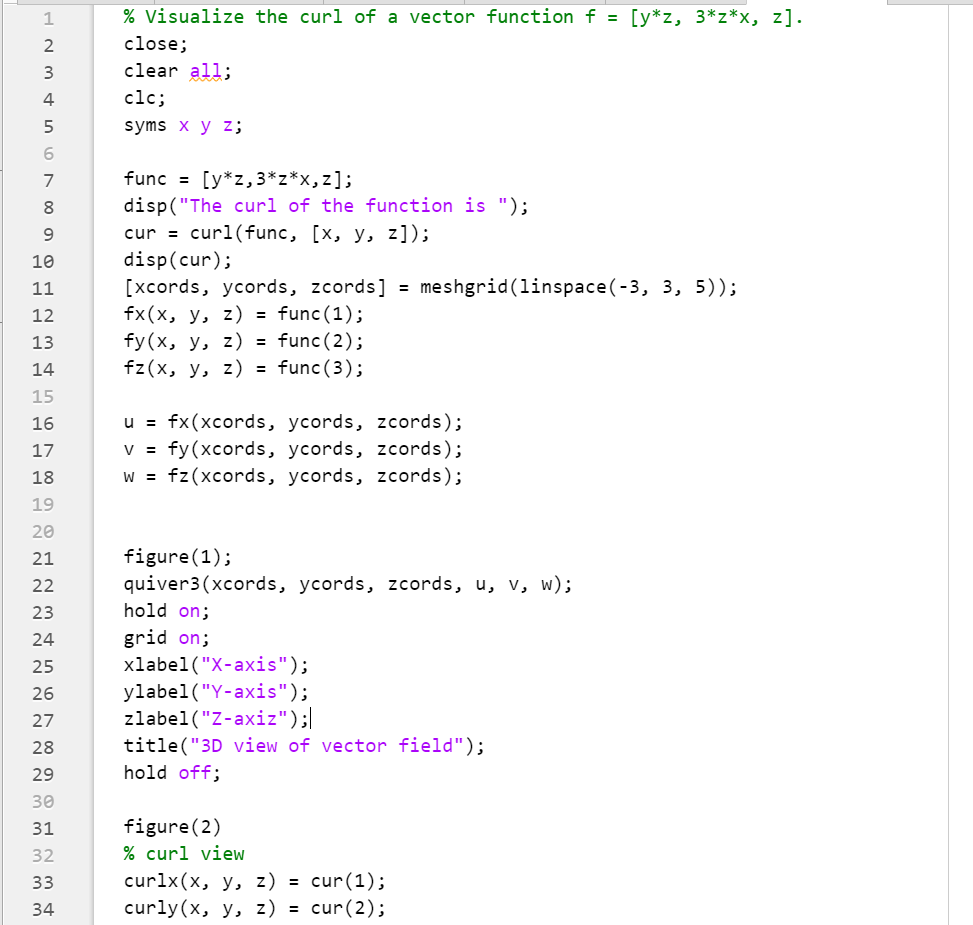 1 % Visualize the curl of a vector function f = [y*z, 3*z*x, z].
2 close;
3 clear all;
4 clc;
5 syms x y z;
6
7 func = [y*z,3*z*x,z];
8 disp("The curl of the function is ");
9 cur = curl(func, [x, y, z]);
10 disp(cur);
11 [xcords, ycords, zcords] = meshgrid(linspace(-3, 3, 5));
12 fx(x, y, z) = func(1);
13 fy(x, y, z) = func(2);
14 fz(x, y, z) = func(3);
15
16 u = fx(xcords, ycords, zcords);
17 v = fy(xcords, ycords, zcords);
18 w = fz(xcords, ycords, zcords);
19
20
21 figure(1);
22 quiver3(xcords, ycords, zcords, u, v, w);
23 hold on;
24 grid on;
25 xlabel("X-axis");
26 ylabel("Y-axis");
27 zlabel("Z-axiz");
28 title("3D view of vector field");
29 hold off;
30
31 figure(2)
32 % curl view
33 curlx(x, y, z) = cur(1);
34 curly(x, y, z) = cur(2);